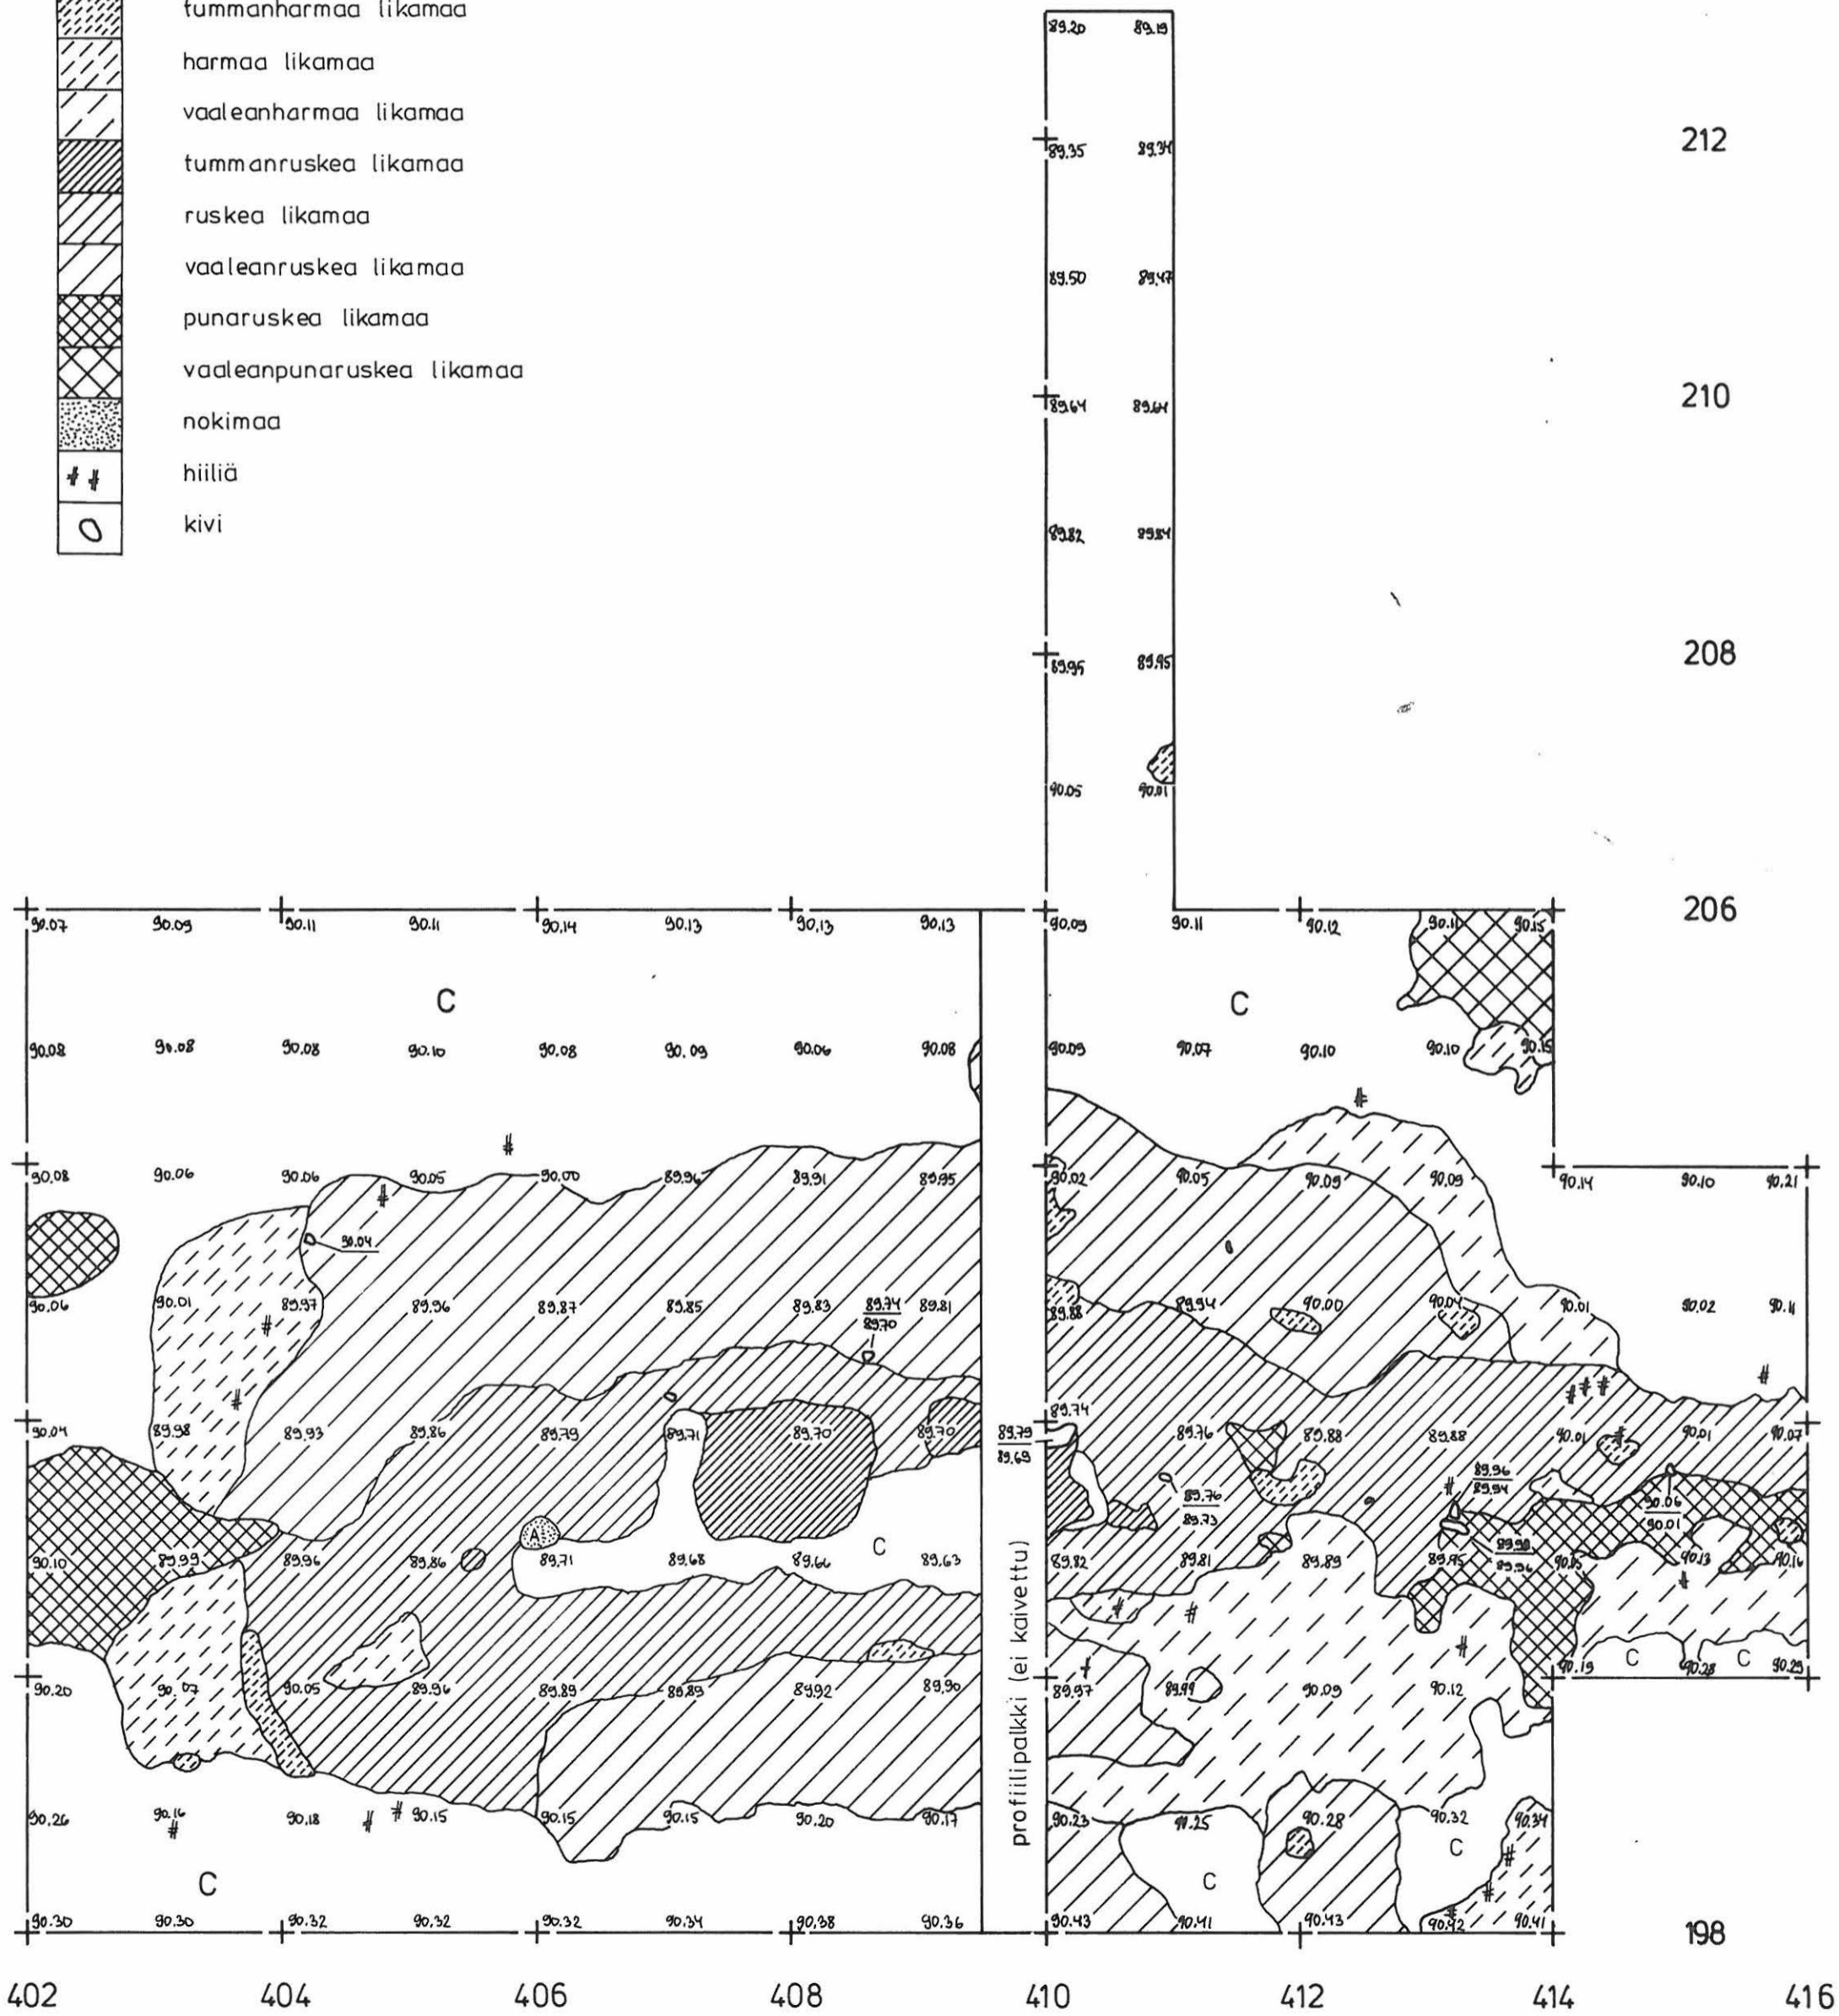 tummanharmaa likamaa
harmaa likamaa
vaaleanharmaa likamaa
tummanruskea likamaa
ruskea likamaa
vaaleanruskea likamaa
punaruskea likamaa
vaaleanpunaruskea likamaa
nokimaa
hiiliä
kivi
89.20 89.19
212
89.35 89.34
89.50 89.47
210
89.64 89.64
89.82 89.84
208
89.95 89.95
90.05 90.01
206
90.07 90.09 90.11 90.11 90.14 90.13 90.13 90.13 90.09 90.11 90.12 90.11 90.15
C C
90.08 90.08 90.08 90.10 90.08 90.09 90.06 90.08 90.09 90.07 90.10 90.10 90.15
90.08 90.06 90.06 90.05 90.00 89.96 89.91 89.95 90.02 90.05 90.09 90.09 90.14 90.10 90.21
90.04
90.06 90.01 89.97 89.96 89.87 89.85 89.83 89.74 89.81 89.88 89.94 90.00 90.04 90.01 90.02 90.11
89.70
89.74
90.04 89.98 89.93 89.86 89.79 89.71 89.70 89.70 89.79 89.76 89.88 89.88 90.01 90.01 90.07
89.69
89.96
89.94
89.76
89.73
90.06
90.01
A C
89.98
89.96
90.10 89.99 89.96 89.86 89.71 89.68 89.66 89.63 89.82 89.81 89.89 89.95 90.05 90.13 90.16
profiilipalkki (ei kaivettu)
C C
90.19 90.28 90.29
90.20 90.07 90.05 89.96 89.89 89.89 89.92 89.90 89.97 89.99 90.09 90.12
90.26 90.16 90.18 90.15 90.15 90.15 90.20 90.17 90.23 90.25 90.28 90.32 90.34
C C C
90.30 90.30 90.32 90.32 90.32 90.34 90.38 90.36 90.43 90.41 90.43 90.42 90.41
198
402 404 406 408 410 412 414 416